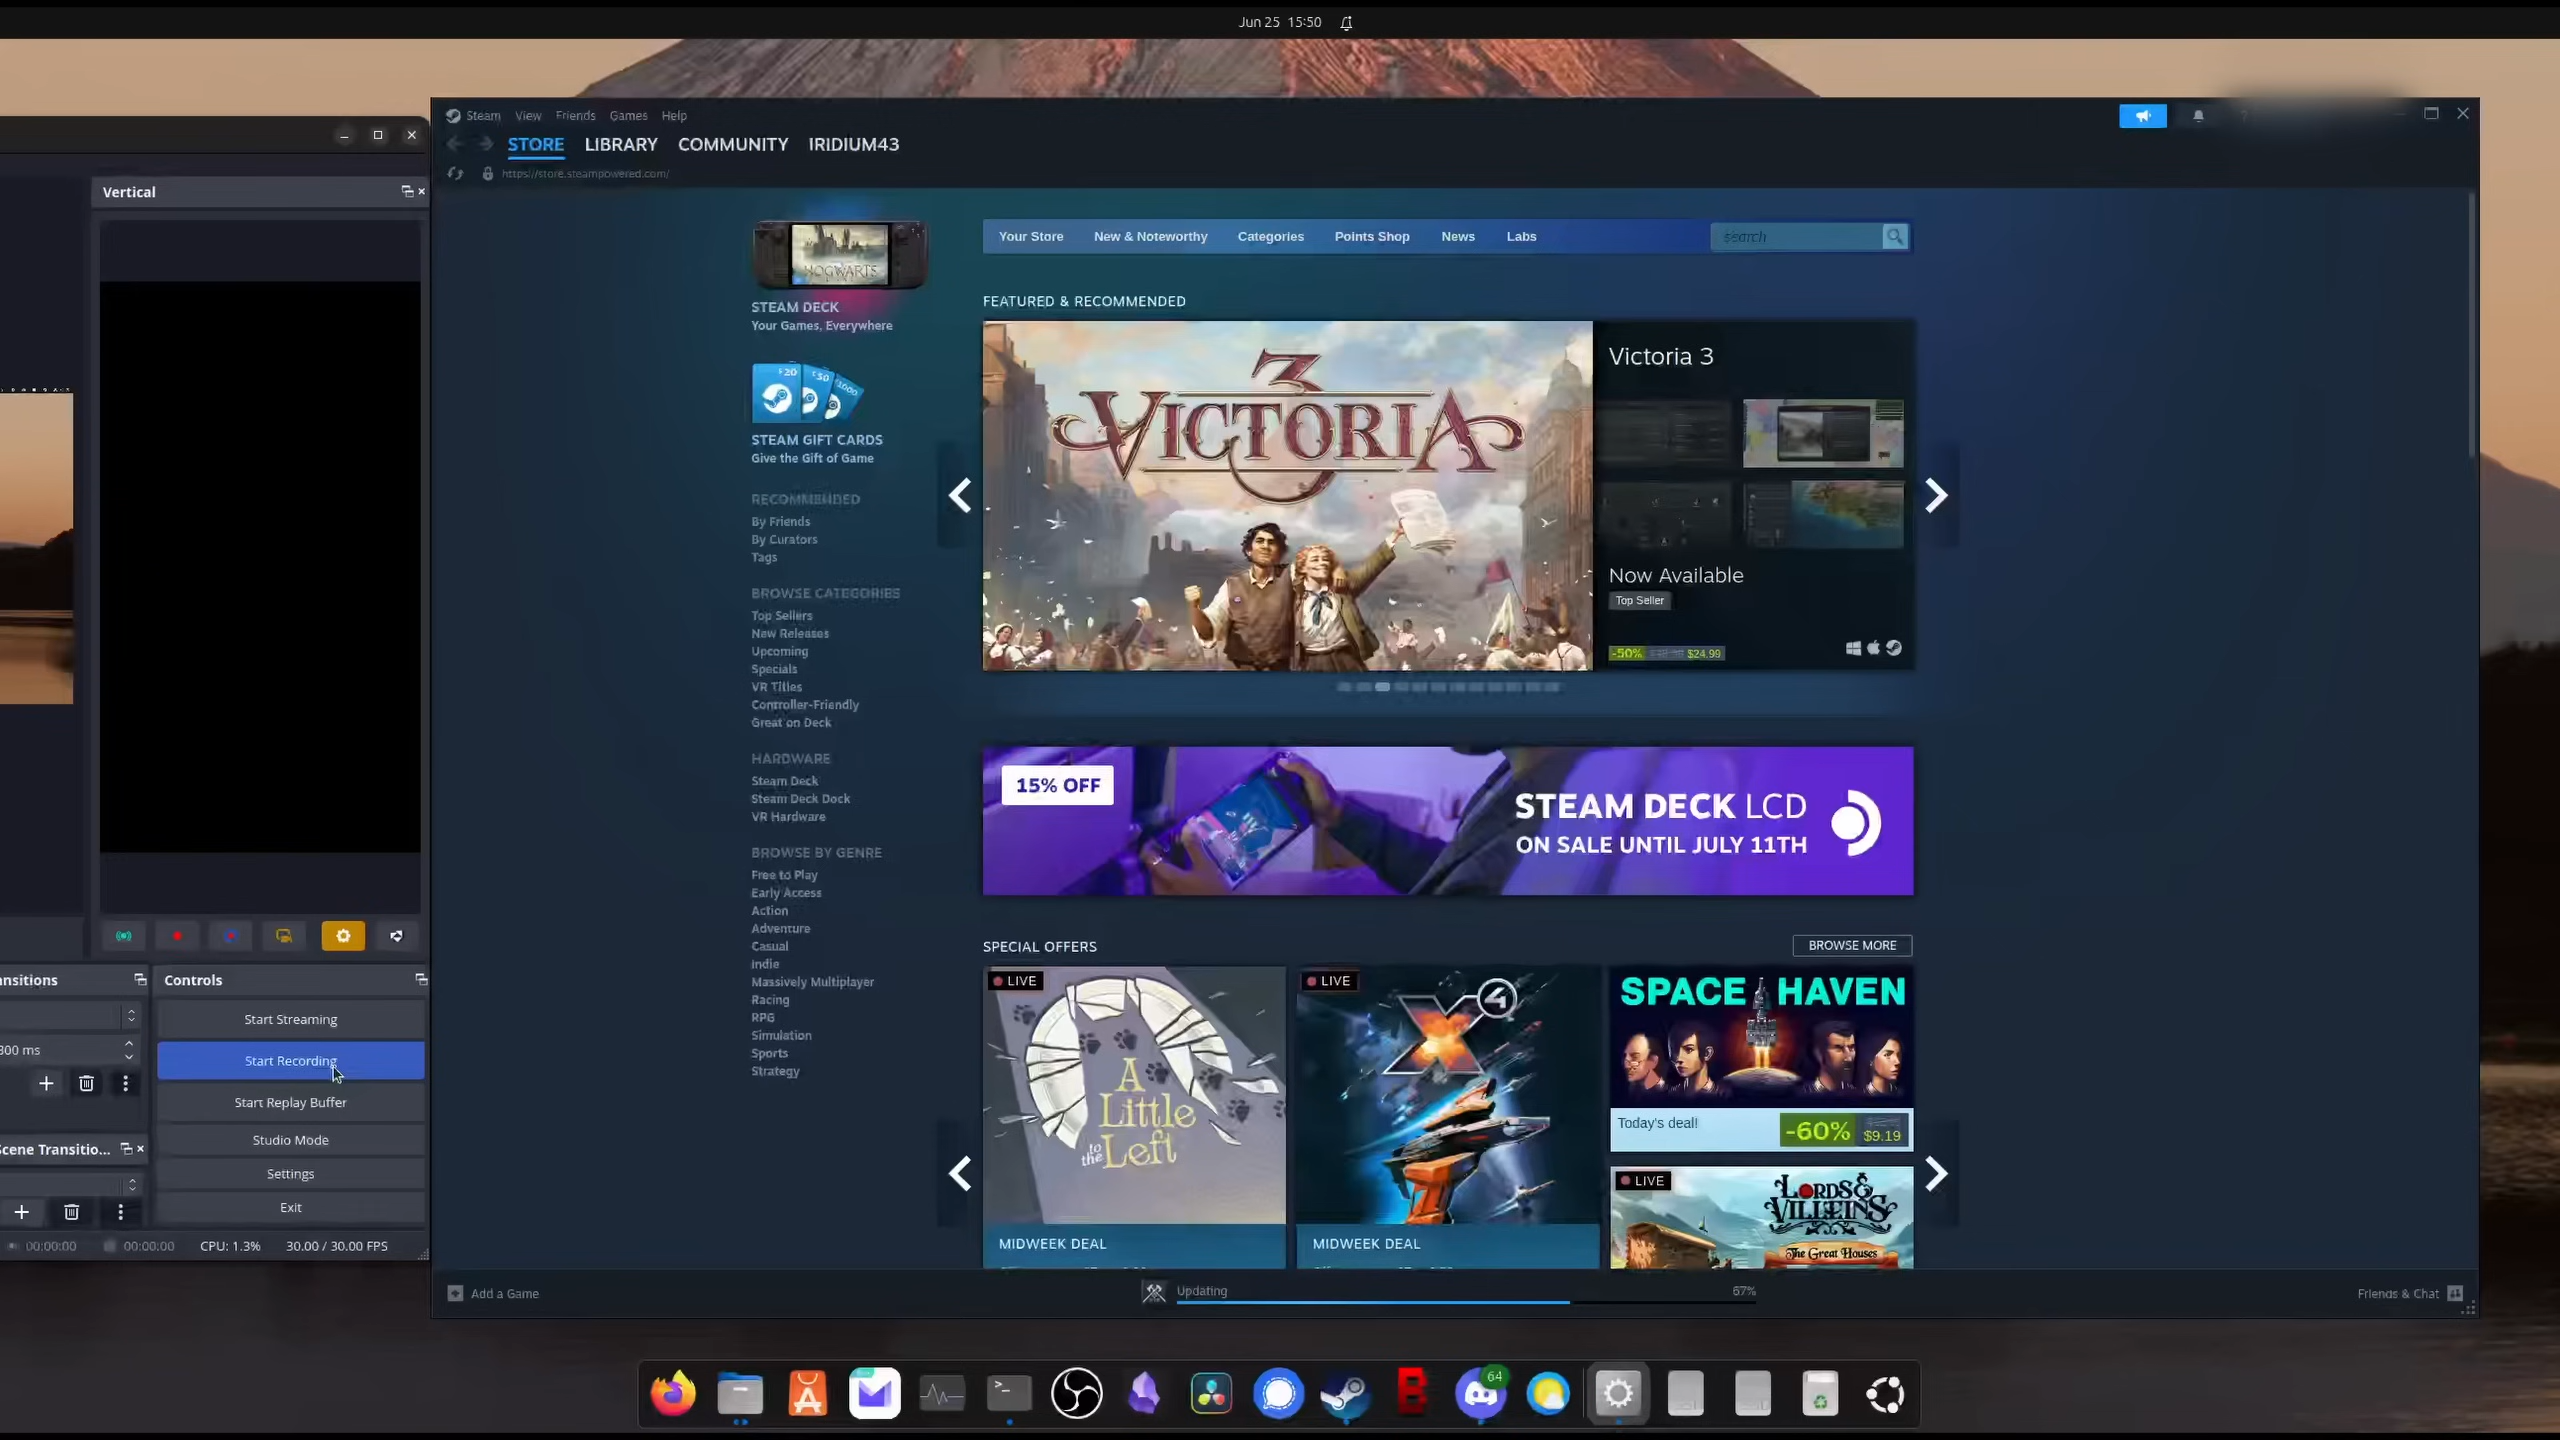 Jun 25 15:50
Steam View Friends Games Help
STORE LIBRARY COMMUNITY IRIDIUM43
https://store.steampowered.com/
Vertical
Your Store New & Noteworthy Categories Points Shop News Labs
search
HOGWARTS
STEAM DECK
Your Games, Everywhere
STEAM GIFT CARDS
Give the Gift of Game
RECOMMENDED
By Friends
By Curators
Tags
BROWSE CATEGORIES
Top Sellers
New Releases
Upcoming
Specials
VR Titles
Controller-Friendly
Great on Deck
HARDWARE
Steam Deck
Steam Deck Dock
VR Hardware
BROWSE BY GENRE
Free to Play
Early Access
Action
Adventure
Casual
Indie
Massively Multiplayer
Racing
RPG
Simulation
Sports
Strategy
FEATURED & RECOMMENDED
3
VICTORIA
Victoria 3
Now Available
Top Seller
-50% $24.99
15% OFF
STEAM DECK LCD
ON SALE UNTIL JULY 11TH
SPECIAL OFFERS
BROWSE MORE
LIVE
A
Little
to the Left
MIDWEEK DEAL
LIVE
X4
MIDWEEK DEAL
SPACE HAVEN
Today's deal!
-60%
$9.19
LIVE
LORDS &
VILLEINS
The Great Houses
ansitions
Controls
Start Streaming
Start Recording
Start Replay Buffer
Studio Mode
Settings
Exit
300 ms
Scene Transitio...
00:00:00 00:00:00 CPU: 1.3% 30.00 / 30.00 FPS
Add a Game
Updating 67%
Friends & Chat
64